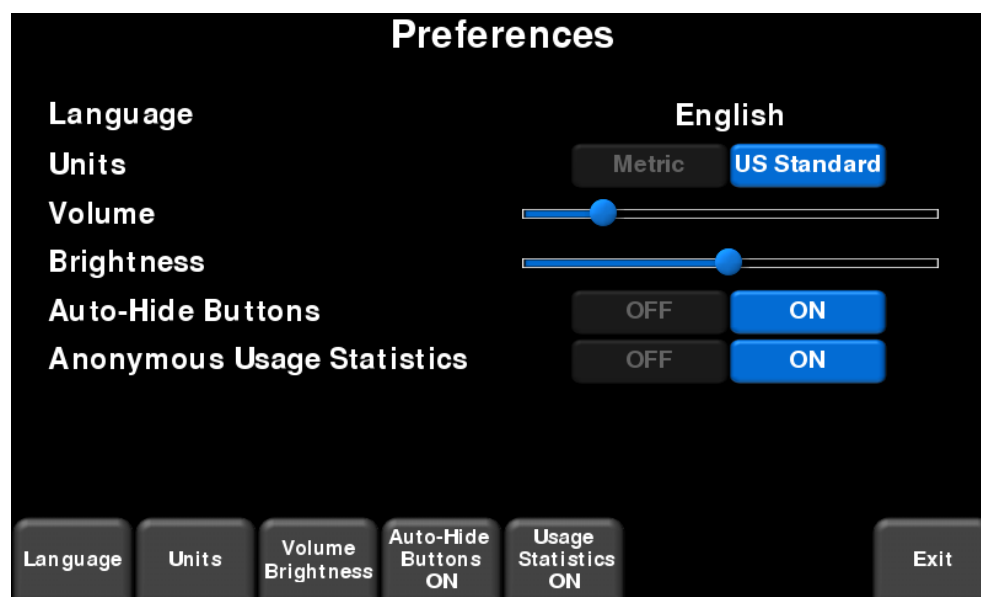 Preferences
Language English
Units Metric US Standard
Volume
Brightness
Auto-Hide Buttons OFF ON
Anonymous Usage Statistics OFF ON
Language
Units
Volume
Brightness
Auto-Hide
Buttons
ON
Usage
Statistics
ON
Exit